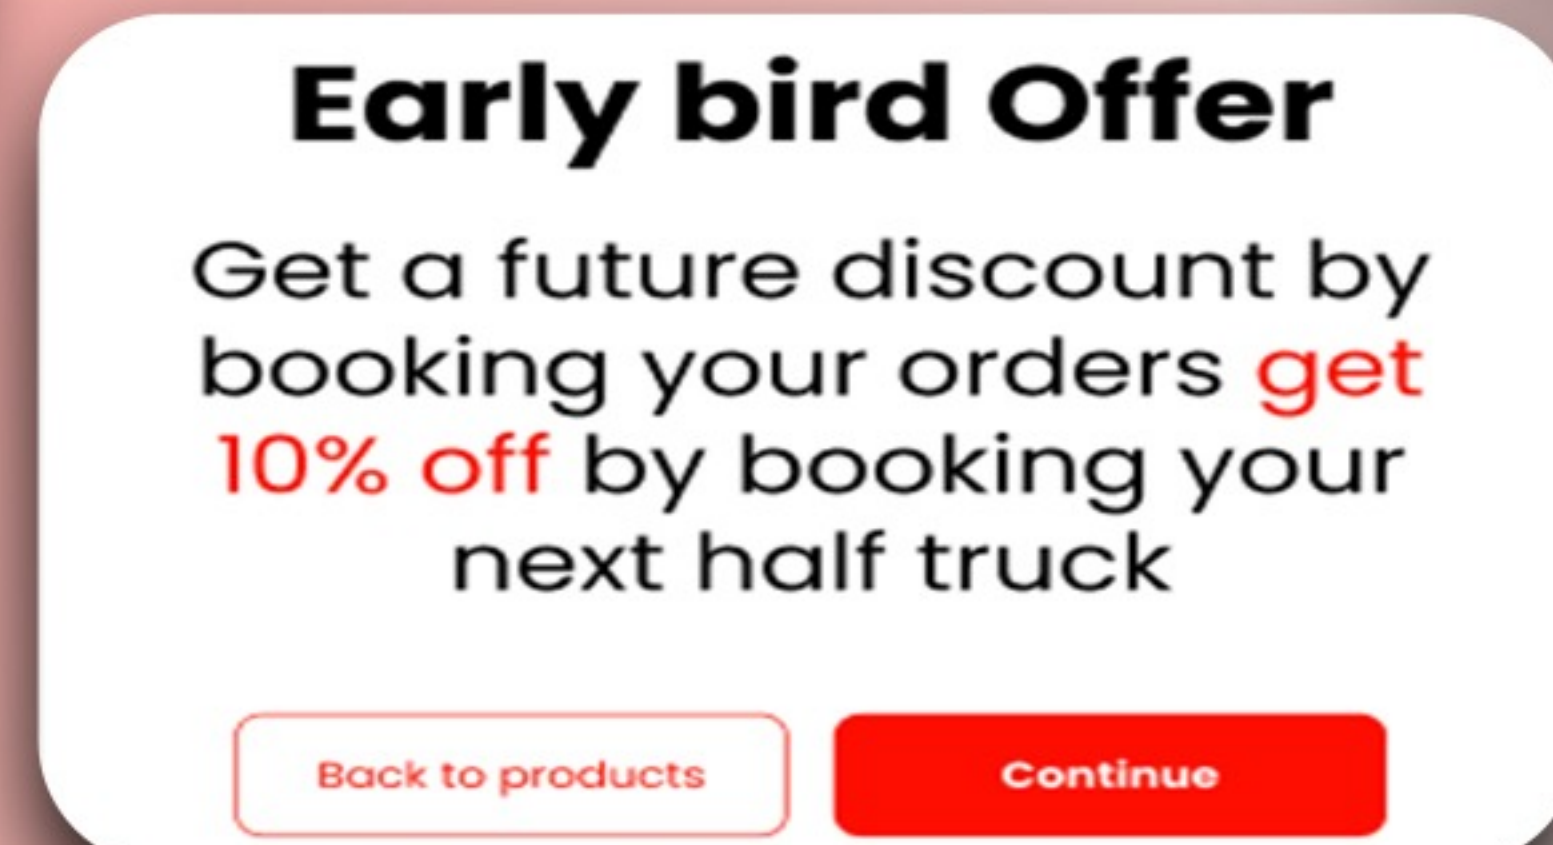 Early bird Offer
Get a future discount by
booking your orders get
10% off by booking your
next half truck
Back to products
Continue